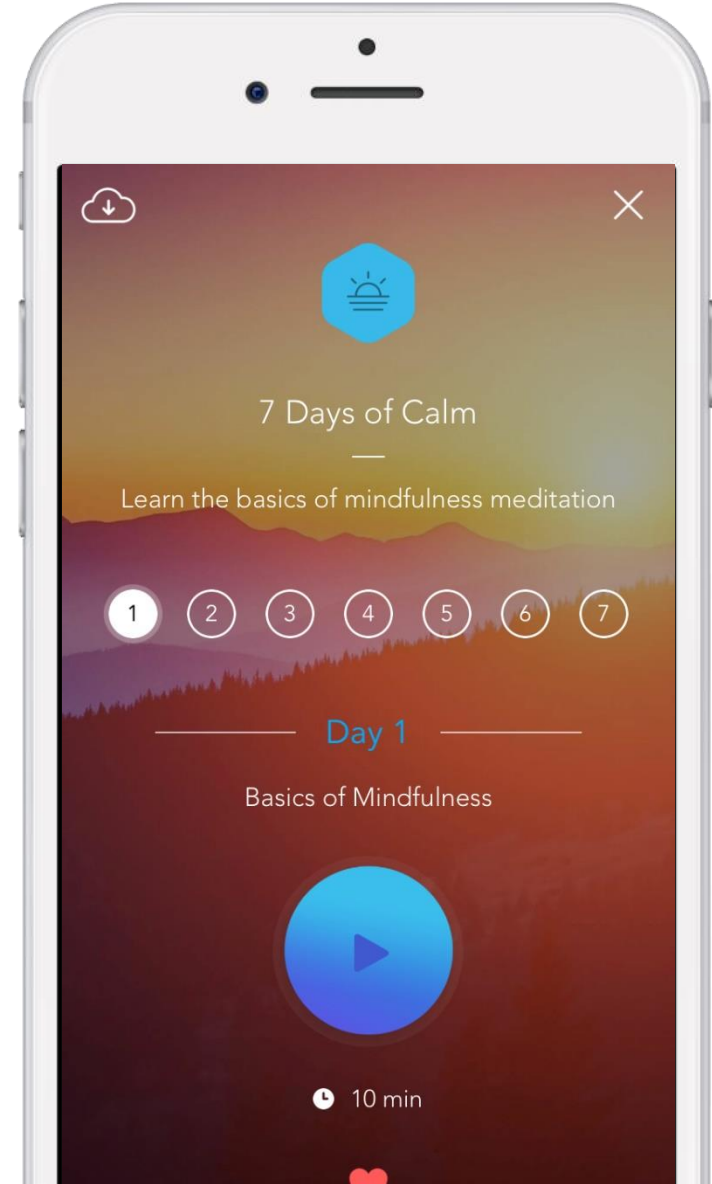 7 Days of Calm
Learn the basics of mindfulness meditation
1 2 3 4 5 6 7
Day 1
Basics of Mindfulness
10 min